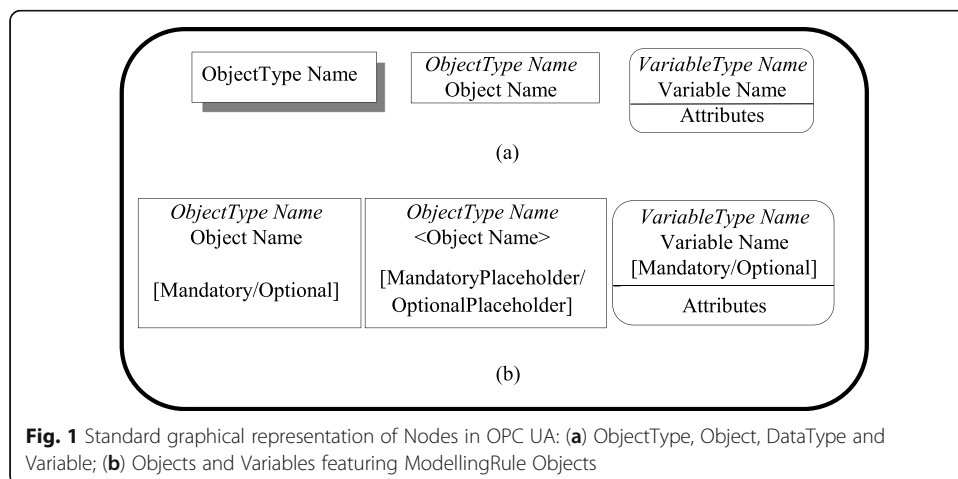 ObjectType Name
ObjectType Name
Object Name
VariableType Name
Variable Name
Attributes
(a)
ObjectType Name
Object Name
[Mandatory/Optional]
ObjectType Name
<Object Name>
[MandatoryPlaceholder/
OptionalPlaceholder]
VariableType Name
Variable Name
[Mandatory/Optional]
Attributes
(b)
Fig. 1 Standard graphical representation of Nodes in OPC UA: (a) ObjectType, Object, DataType and
Variable; (b) Objects and Variables featuring ModellingRule Objects